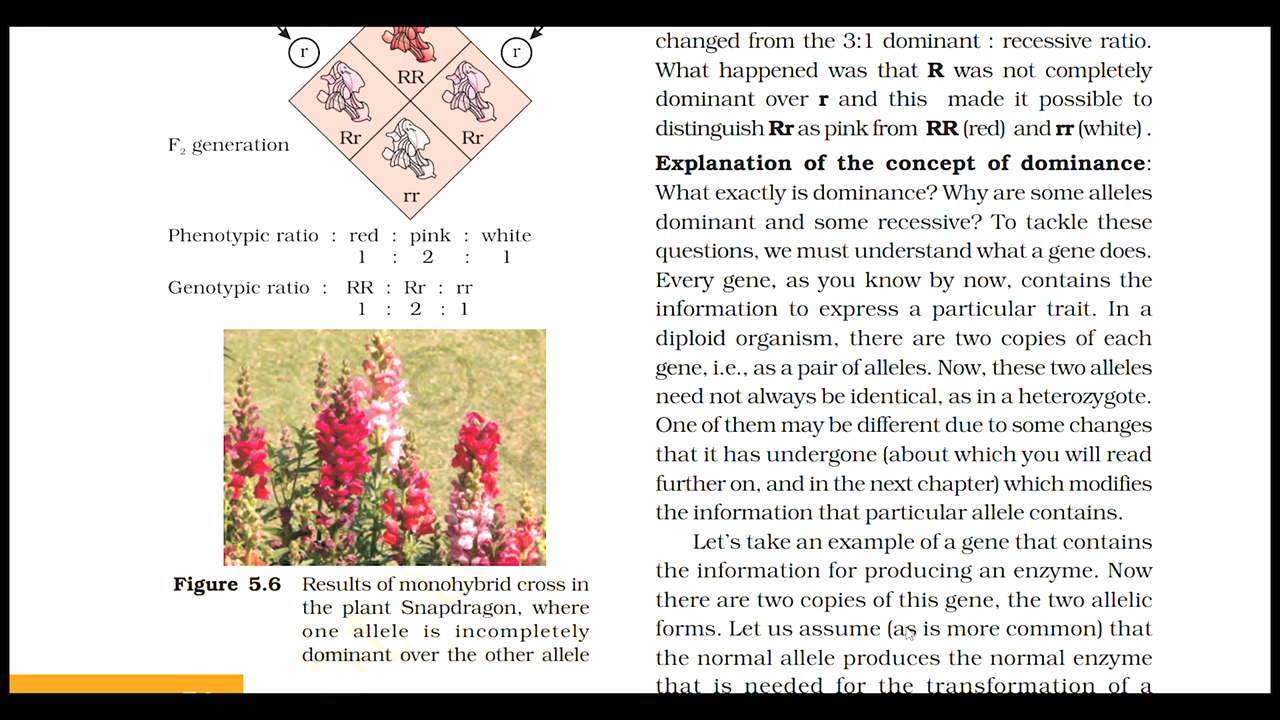 r
r
RR
Rr
Rr
F2 generation
rr
Phenotypic ratio : red : pink : white
1 : 2 : 1
Genotypic ratio : RR : Rr : rr
1 : 2 : 1
Figure 5.6 Results of monohybrid cross in
the plant Snapdragon, where
one allele is incompletely
dominant over the other allele
changed from the 3:1 dominant : recessive ratio.
What happened was that R was not completely
dominant over r and this made it possible to
distinguish Rr as pink from RR (red) and rr (white) .
Explanation of the concept of dominance:
What exactly is dominance? Why are some alleles
dominant and some recessive? To tackle these
questions, we must understand what a gene does.
Every gene, as you know by now, contains the
information to express a particular trait. In a
diploid organism, there are two copies of each
gene, i.e., as a pair of alleles. Now, these two alleles
need not always be identical, as in a heterozygote.
One of them may be different due to some changes
that it has undergone (about which you will read
further on, and in the next chapter) which modifies
the information that particular allele contains.
Let's take an example of a gene that contains
the information for producing an enzyme. Now
there are two copies of this gene, the two allelic
forms. Let us assume (as is more common) that
the normal allele produces the normal enzyme
that is needed for the transformation of a